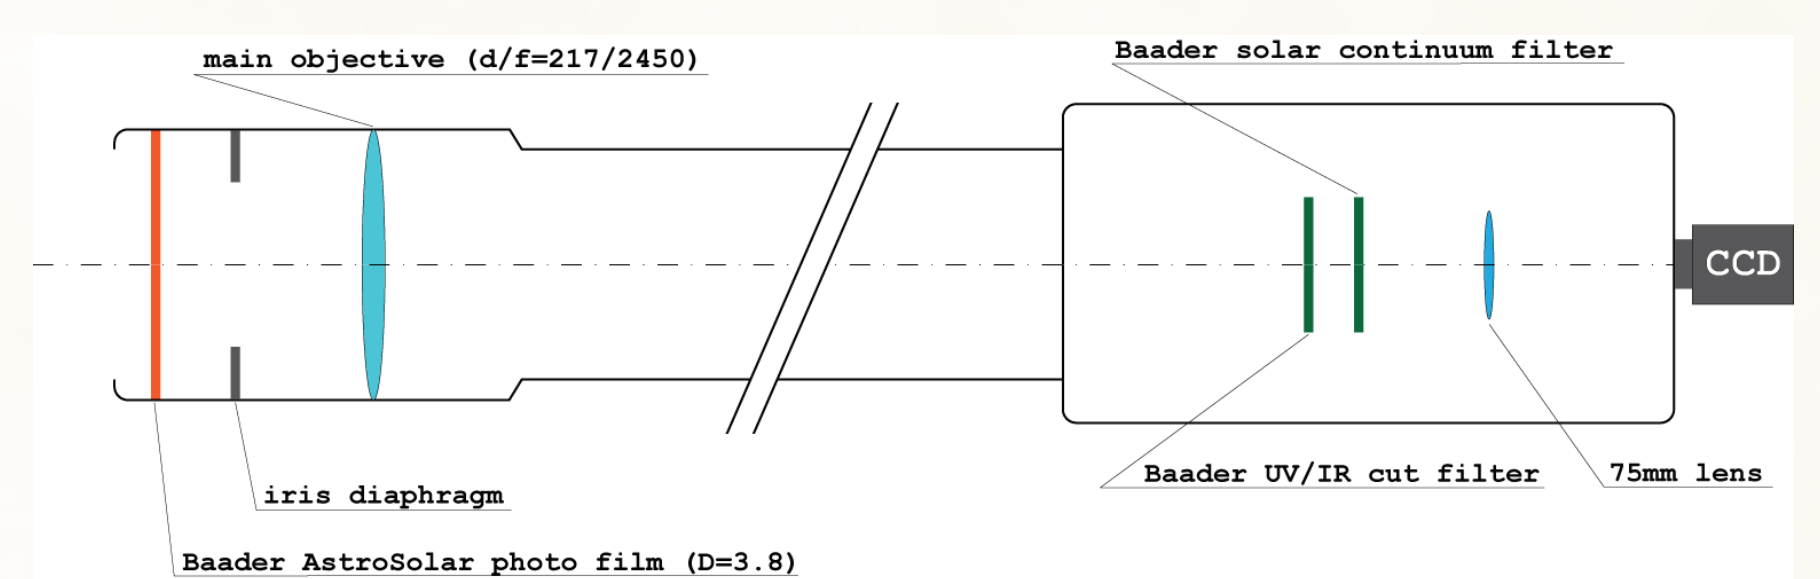 main objective (d/f=217/2450)
Baader solar continuum filter
CCD
Baader UV/IR cut filter
75mm lens
iris diaphragm
Baader AstroSolar photo film (D=3.8)